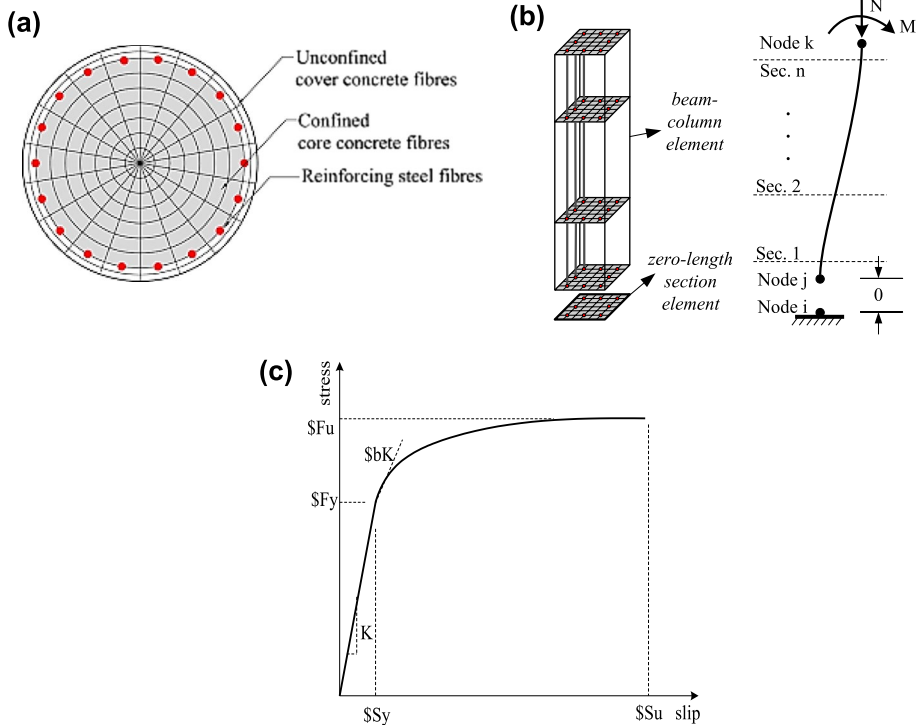 (a)
Unconfined
cover concrete fibres
Confined
core concrete fibres
Reinforcing steel fibres
(b)
beam-
column
element
zero-length
section
element
N
M
Node k
Sec. n
Sec. 2
Sec. 1
Node j
0
Node i
(c)
stress
$Fu
$bK
$Fy
K
$Sy
$Su slip